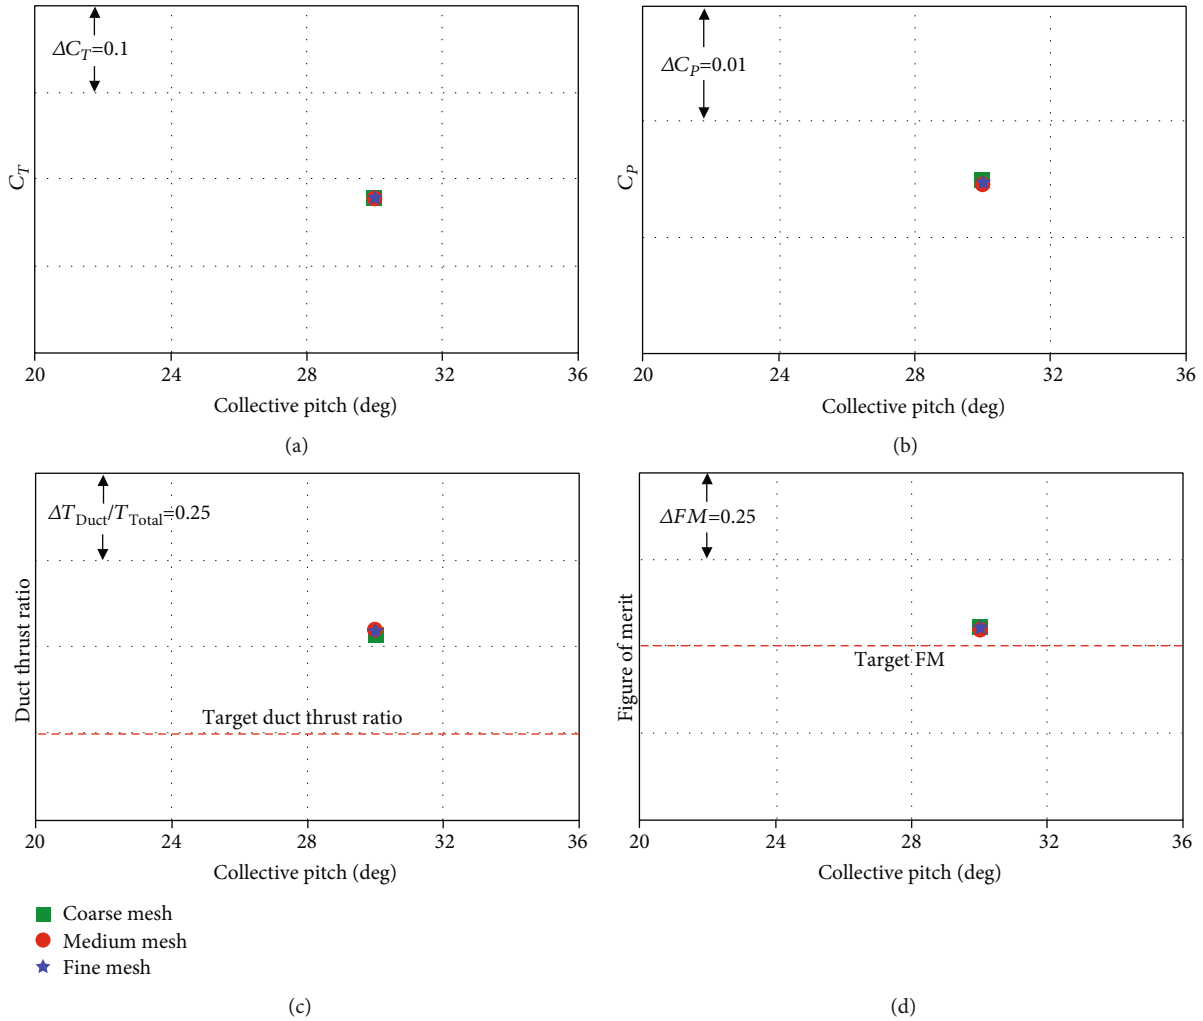 ΔC_T=0.1
C_T
20 24 28 32 36
Collective pitch (deg)
(a)
ΔC_P=0.01
C_P
20 24 28 32 36
Collective pitch (deg)
(b)
ΔT_Duct/T_Total=0.25
Duct thrust ratio
Target duct thrust ratio
20 24 28 32 36
Collective pitch (deg)
Coarse mesh
Medium mesh
Fine mesh
(c)
ΔFM=0.25
Figure of merit
Target FM
20 24 28 32 36
Collective pitch (deg)
(d)